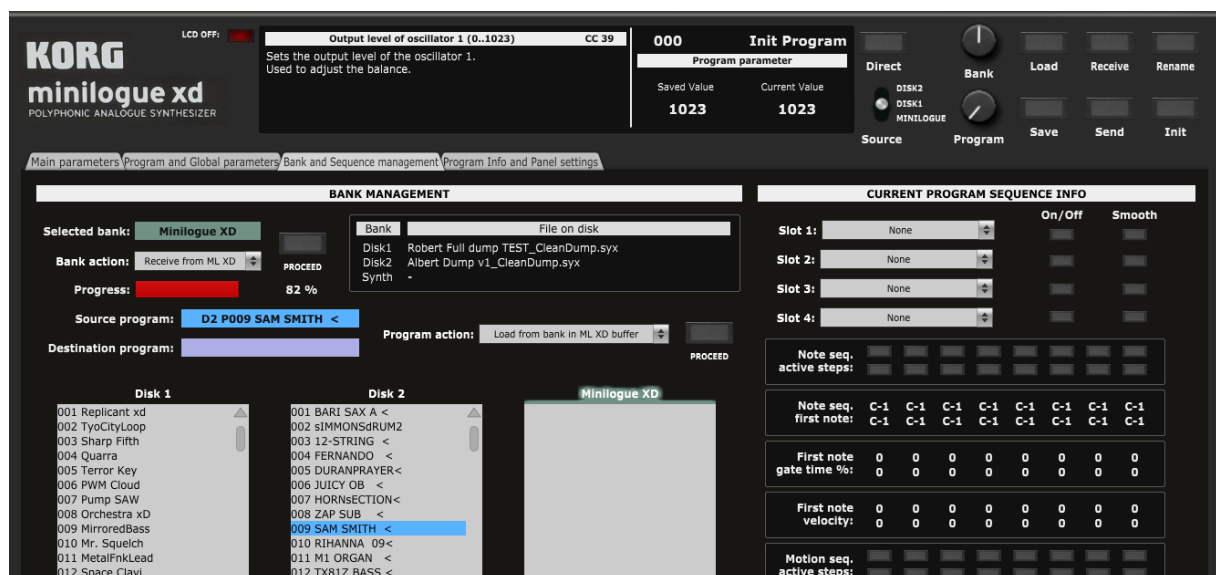 KORG
minilogue xd
POLYPHONIC ANALOGUE SYNTHESIZER
LCD OFF:
Output level of oscillator 1 (0..1023) CC 39
Sets the output level of the oscillator 1.
Used to adjust the balance.
000 Init Program
Program parameter
Saved Value Current Value
1023 1023
Direct
Bank
Load
Receive
Rename
DISK2
DISK1
MINILOGUE
Source
Program
Save
Send
Init
Main parameters Program and Global parameters Bank and Sequence management Program Info and Panel settings
BANK MANAGEMENT
Selected bank: Minilogue XD
Bank action: Receive from ML XD
PROCEED
Progress: 82 %
Bank File on disk
Disk1 Robert Full dump TEST_CleanDump.syx
Disk2 Albert Dump v1_CleanDump.syx
Synth -
Source program: D2 P009 SAM SMITH <
Destination program:
Program action: Load from bank in ML XD buffer
PROCEED
Disk 1
001 Replicant xd
002 TyoCityLoop
003 Sharp Fifth
004 Quarra
005 Terror Key
006 PWM Cloud
007 Pump SAW
008 Orchestra xD
009 MirroredBass
010 Mr. Squelch
011 MetalFnkLead
012 Space Clavi
Disk 2
001 BARI SAX A <
002 sIMMONSdRUM2
003 12-STRING <
004 FERNANDO <
005 DURANPRAYER<
006 JUICY OB <
007 HORNsECTION<
008 ZAP SUB <
009 SAM SMITH <
010 RIHANNA 09<
011 M1 ORGAN <
012 TX81Z BASS <
Minilogue XD
CURRENT PROGRAM SEQUENCE INFO
On/Off Smooth
Slot 1: None
Slot 2: None
Slot 3: None
Slot 4: None
Note seq.
active steps:
Note seq. C-1 C-1 C-1 C-1 C-1 C-1 C-1 C-1
first note: C-1 C-1 C-1 C-1 C-1 C-1 C-1 C-1
First note 0 0 0 0 0 0 0 0
gate time %: 0 0 0 0 0 0 0 0
First note 0 0 0 0 0 0 0 0
velocity: 0 0 0 0 0 0 0 0
Motion seq.
active steps: